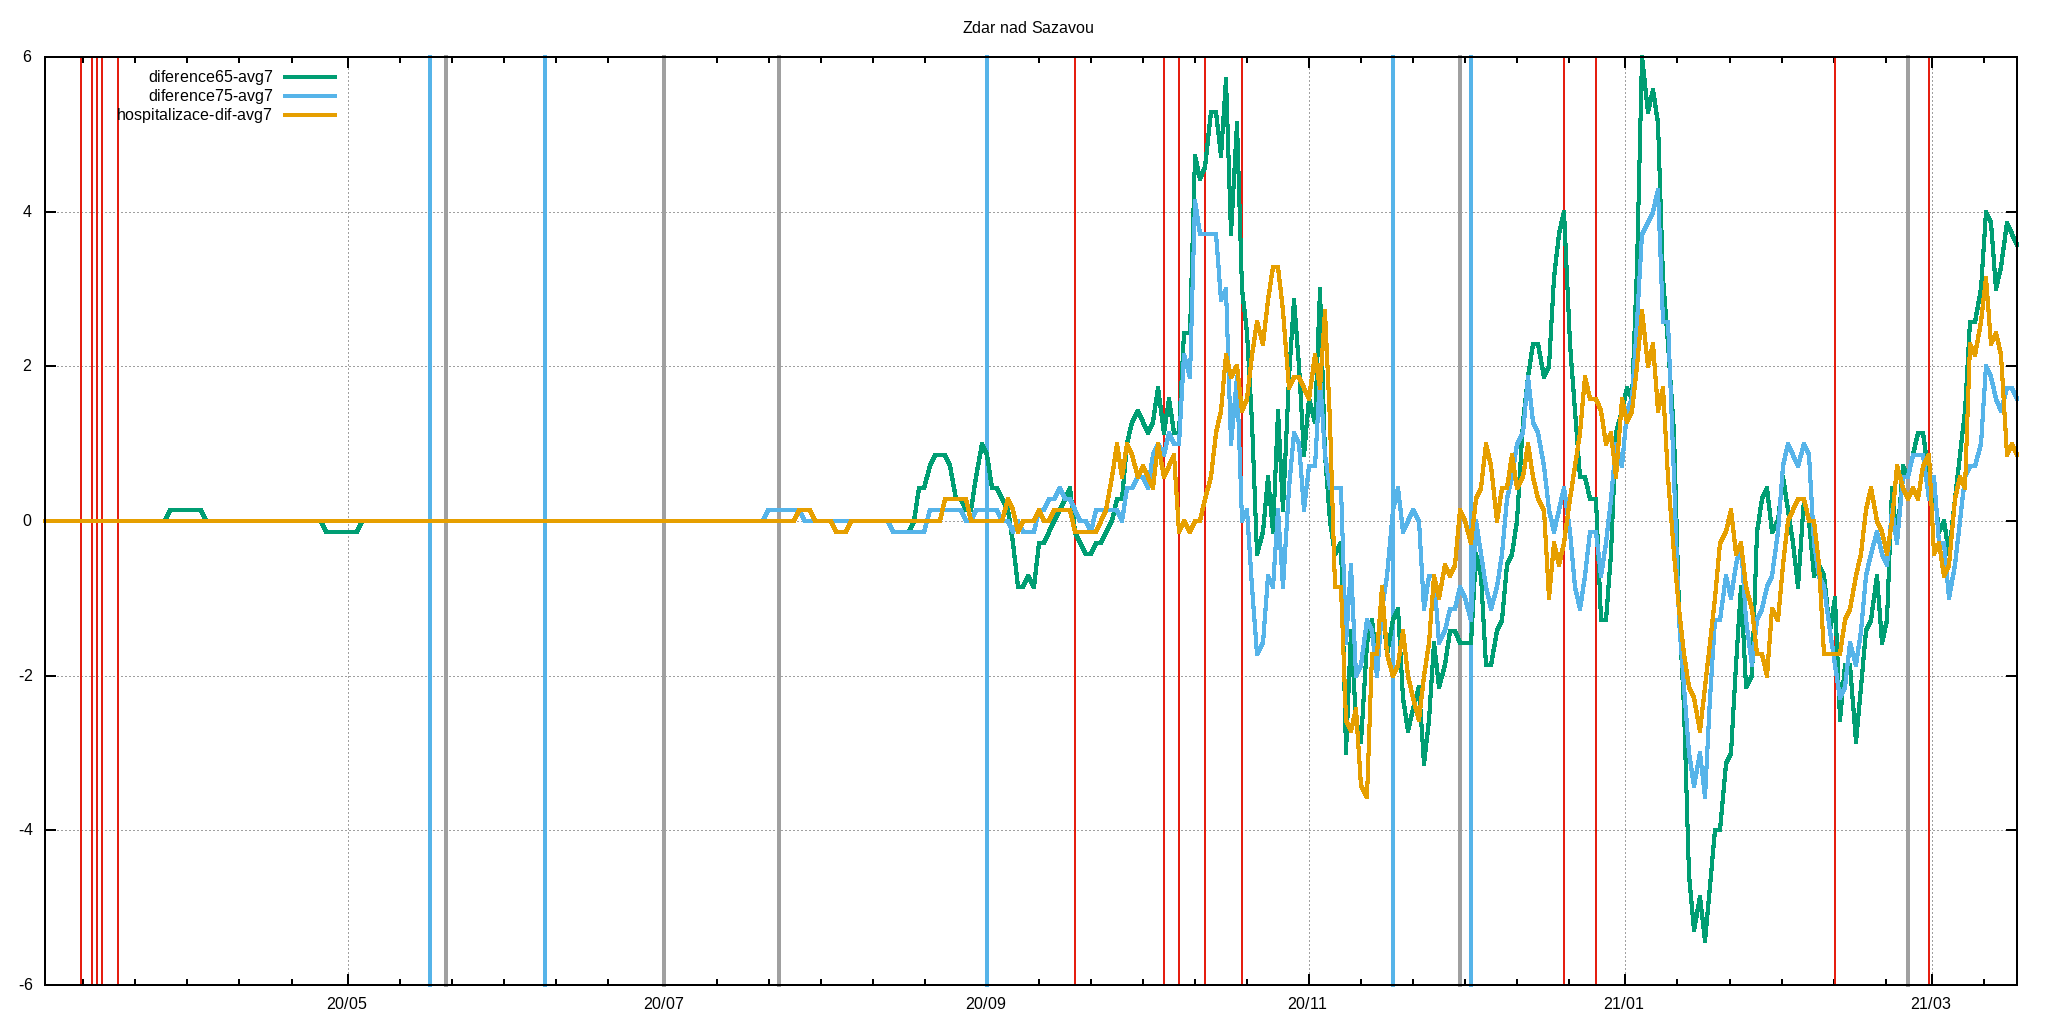 Zdar nad Sazavou
6
diference65-avg7
diference75-avg7
hospitalizace-dif-avg7
4
2
0
-2
-4
-6
20/05 20/07 20/09 20/11 21/01 21/03